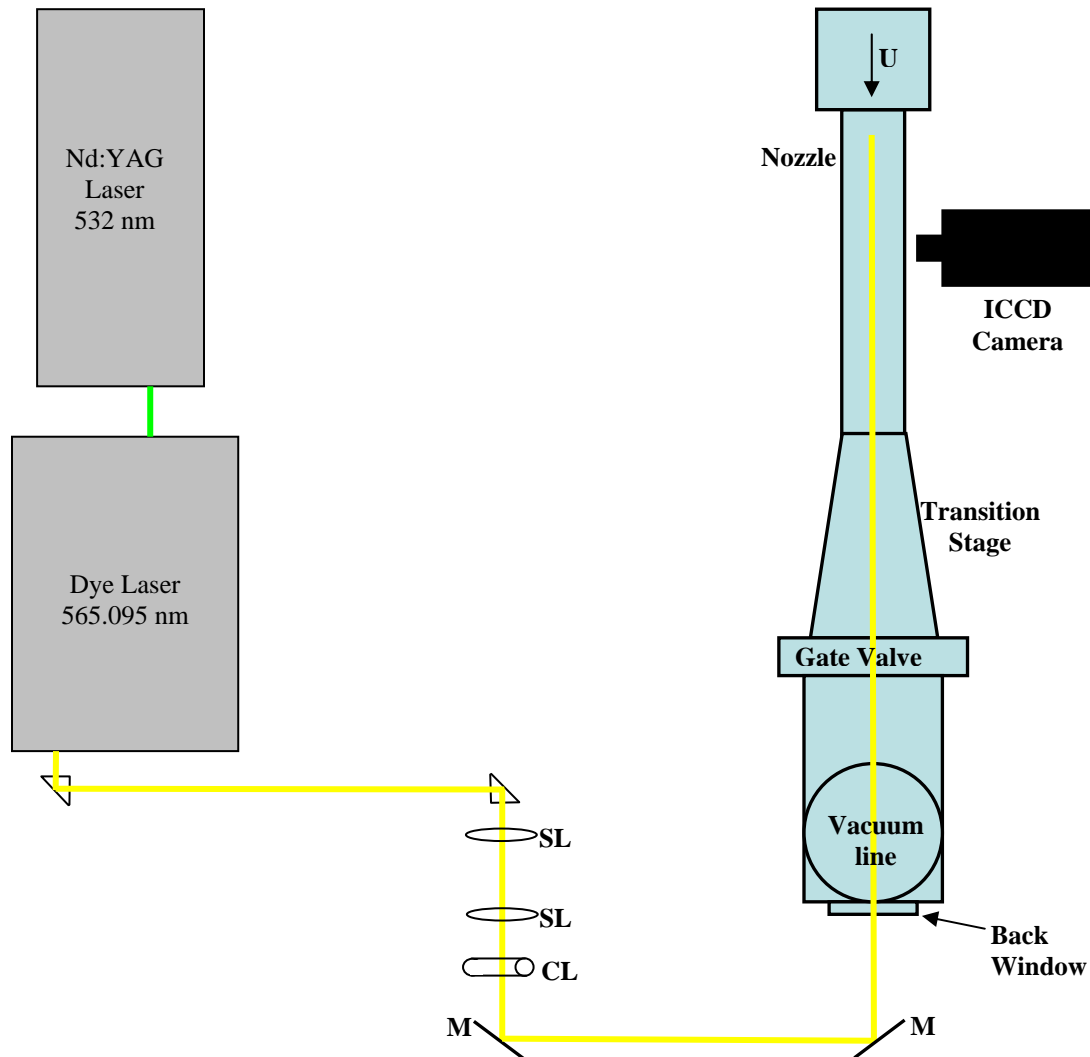 Nd:YAG
Laser
532 nm
U
Nozzle
ICCD
Camera
Dye Laser
565.095 nm
Transition
Stage
Gate Valve
SL
Vacuum
line
SL
CL
Back
Window
M
M